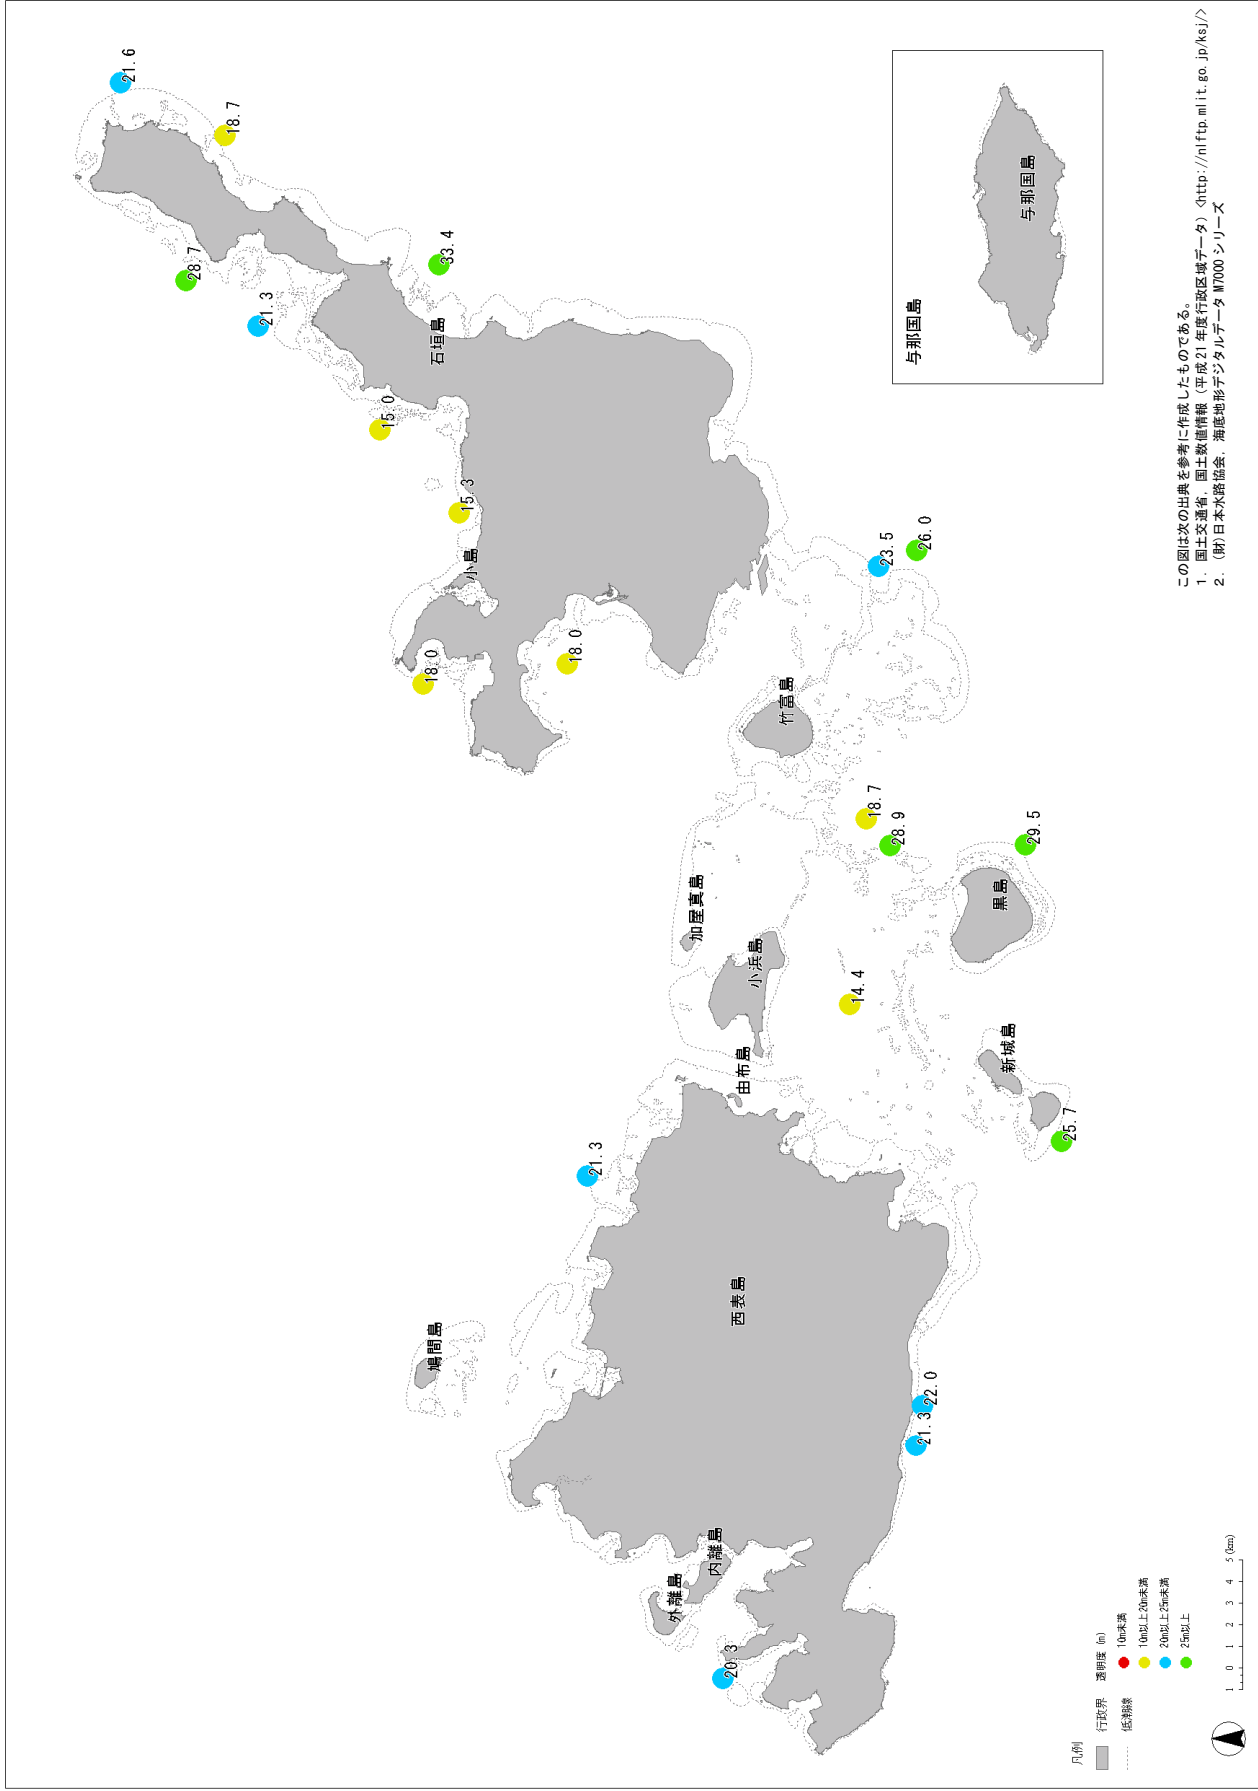 21.3
20.3
21.3
22.0
25.7
14.4
28.9
18.7
29.5
18.0
18.0
15.3
15.0
21.3
28.7
21.6
18.7
33.4
23.5
26.0
鳩間島
外離島
内離島
西表島
由布島
小浜島
加屋真島
新城島
黒島
竹富島
小島
石垣島
与那国島
与那国島
凡例
行政界
低潮線
透明度 (m)
10m未満
10m以上20m未満
20m以上25m未満
25m以上
1 0 1 2 3 4 5 (km)
この図は次の出典を参考に作成したものである。
1. 国土交通省, 国土数値情報 (平成21年度行政区域データ) <http://nlftp.mlit.go.jp/ksj/>
2. (財)日本水路協会, 海底地形デジタルデータ M7000 シリーズ